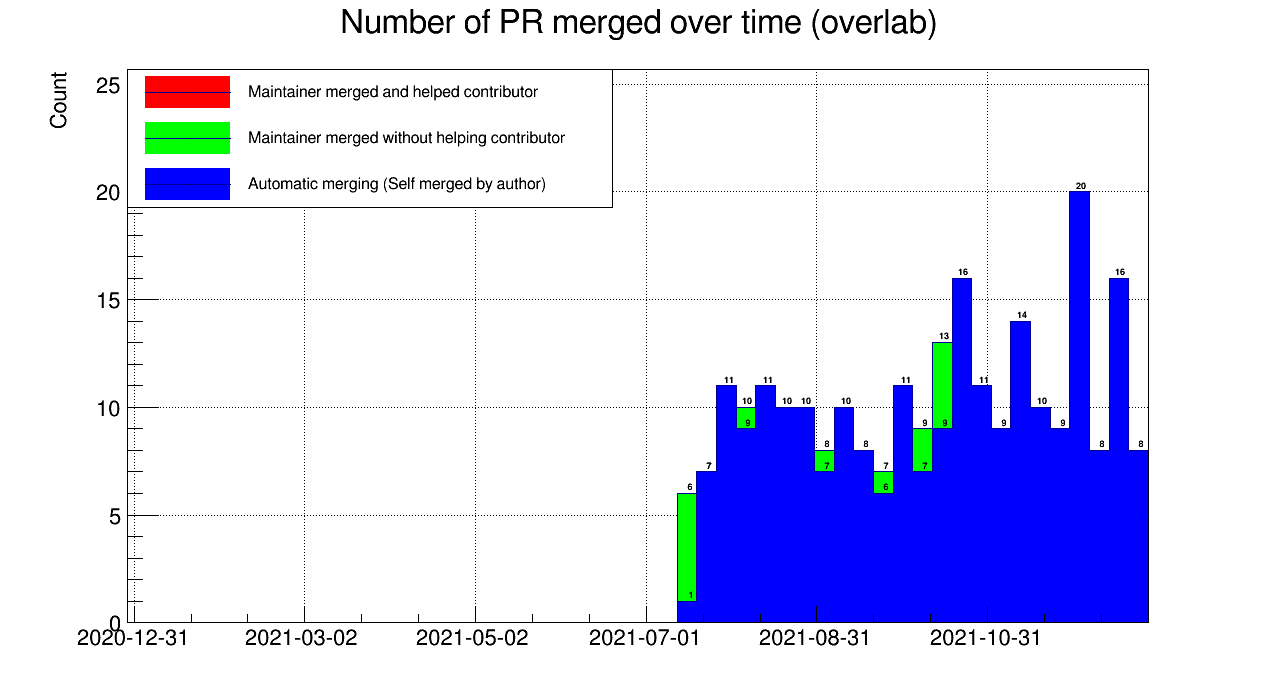 Number of PR merged over time (overlab)
Count
25
20
15
10
5
0
Maintainer merged and helped contributor
Maintainer merged without helping contributor
Automatic merging (Self merged by author)
6 1 7 11 10 9 11 10 10 8 7 10 8 7 6 11 9 7 13 9 16 11 9 14 10 9 20 8 16 8
2020-12-31 2021-03-02 2021-05-02 2021-07-01 2021-08-31 2021-10-31